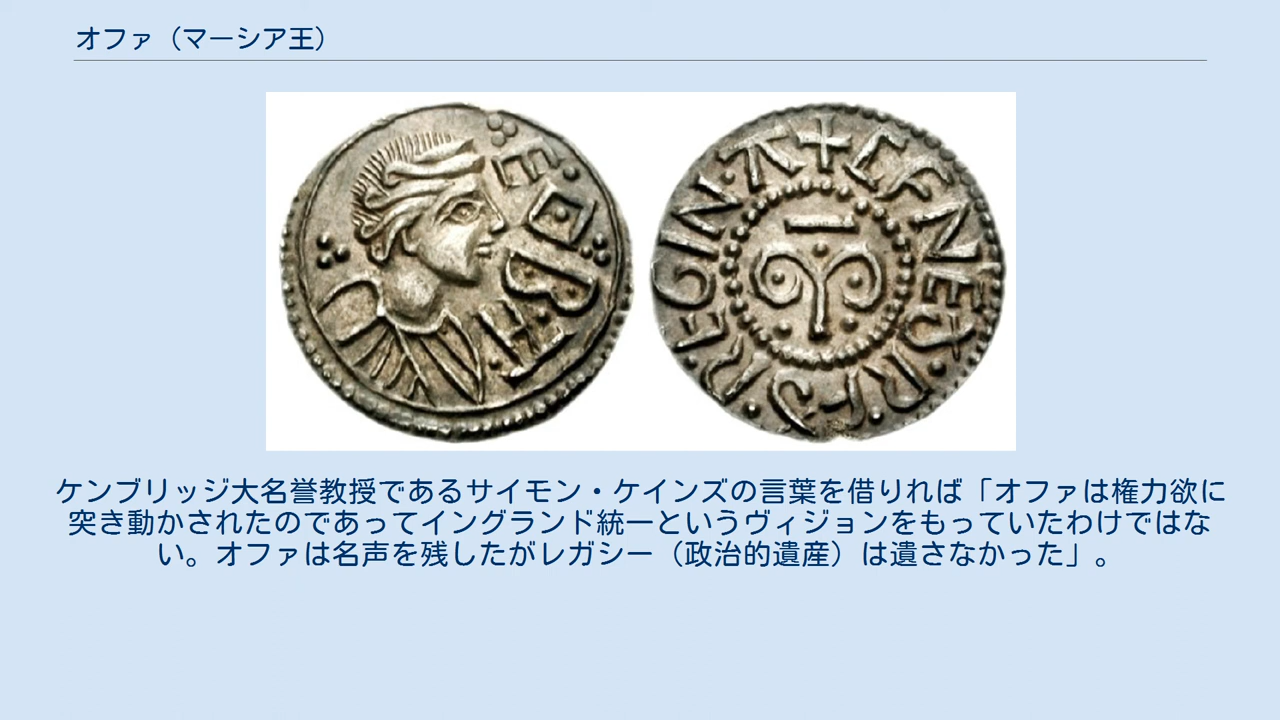 オファ（マーシア王）
EOBA
+CENEÐREÐ REGINA
ケンブリッジ大名誉教授であるサイモン・ケインズの言葉を借りれば「オファは権力欲に
突き動かされたのであってイングランド統一というヴィジョンをもっていたわけではな
い。オファは名声を残したがレガシー（政治的遺産）は遺さなかった」。